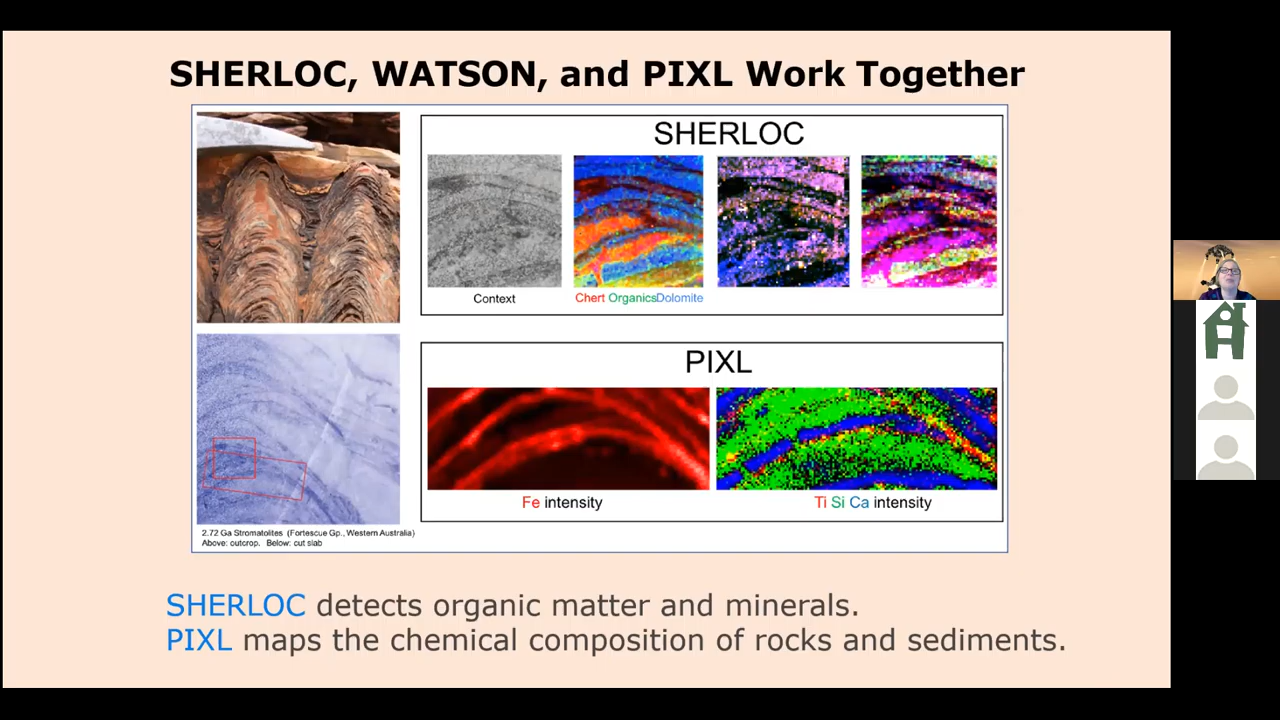 SHERLOC, WATSON, and PIXL Work Together
SHERLOC
Context
Chert OrganicsDolomite
PIXL
Fe intensity
Ti Si Ca intensity
2.72 Ga Stromatolites (Fortescue Gp., Western Australia)
Above: outcrop. Below: cut slab
SHERLOC detects organic matter and minerals.
PIXL maps the chemical composition of rocks and sediments.